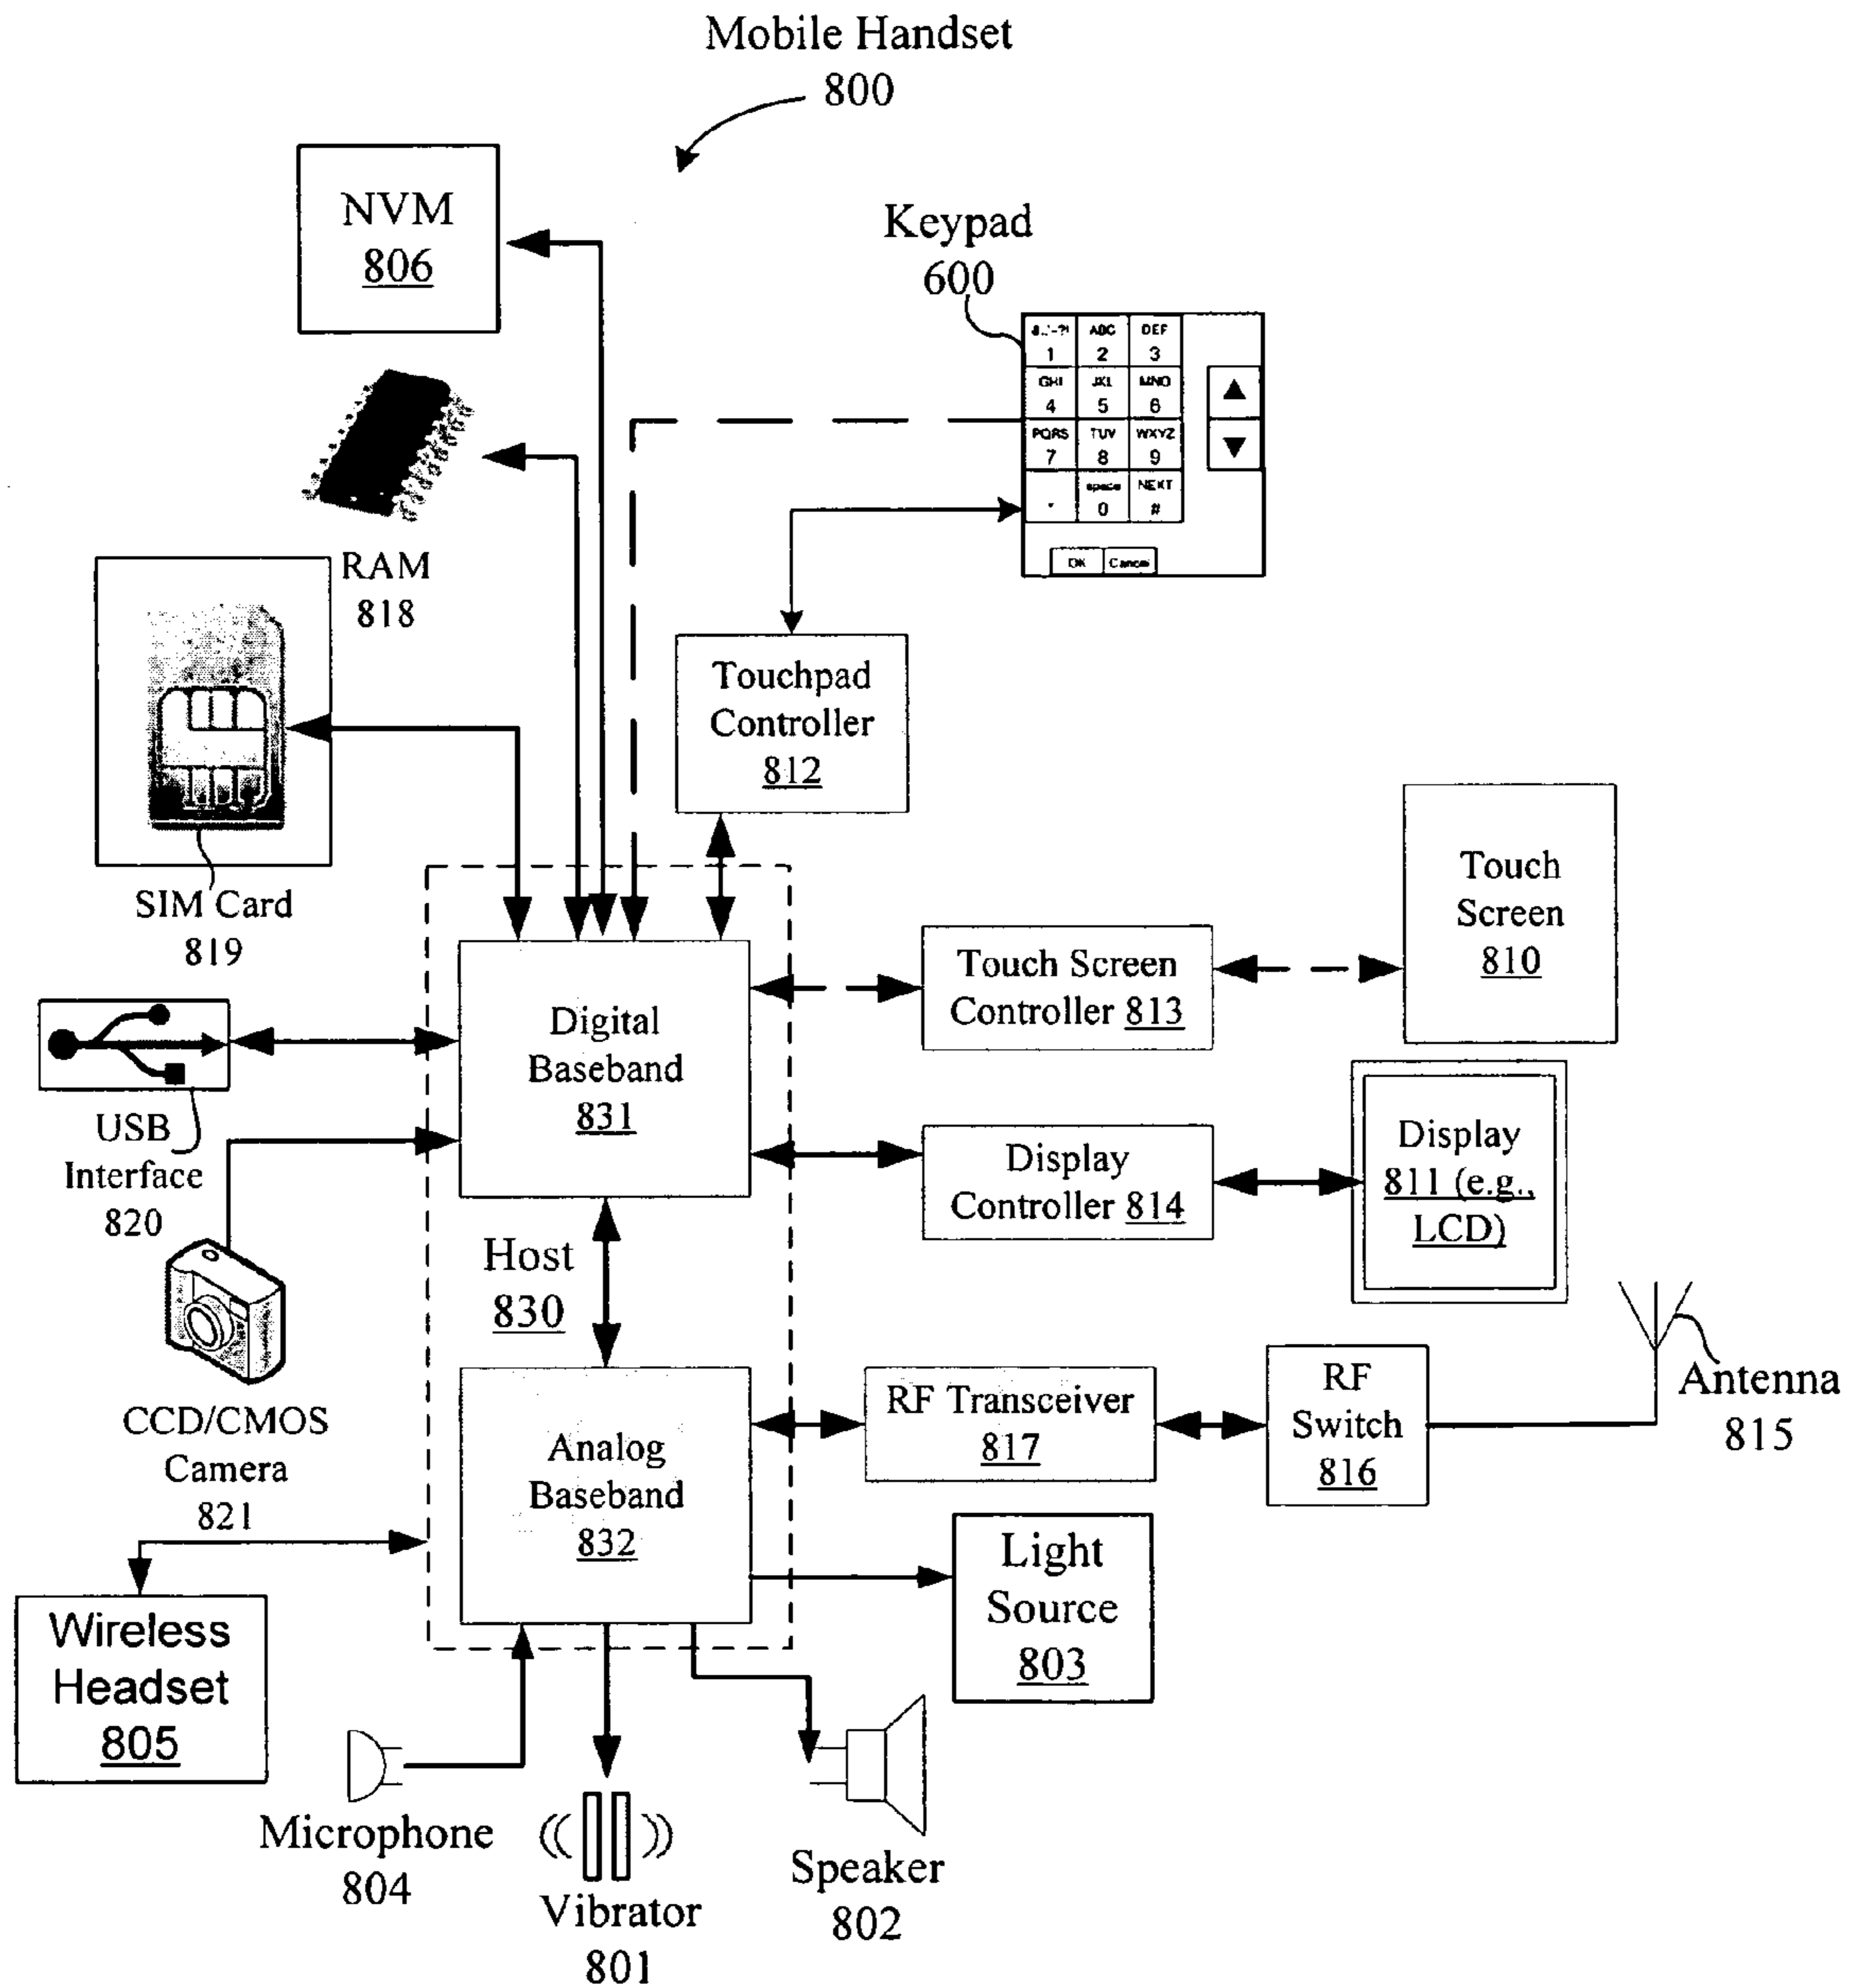 Mobile Handset
800
NVM
806
Keypad
600
ABC
DEF
1
2
3
GHI
JKL
MNO
4
5
6
PQRS
TUV
WXYZ
7
8
9
space
NEXT
*
0
#
OK
Cancel
RAM
818
Touchpad
Controller
812
SIM Card
819
Touch
Screen
810
Touch Screen
Controller 813
Digital
Baseband
831
USB
Interface
820
Display
Controller 814
Display
811 (e.g.,
LCD)
Host
830
CCD/CMOS
Camera
821
Analog
Baseband
832
RF Transceiver
817
RF
Switch
816
Antenna
815
Light
Source
803
Wireless
Headset
805
Microphone
804
Vibrator
801
Speaker
802